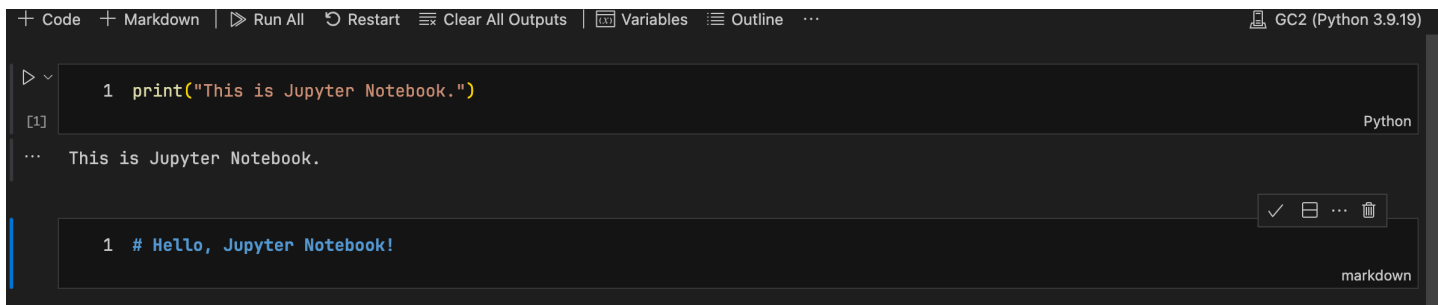 Code Markdown Run All Restart Clear All Outputs (x) Variables Outline ... GC2 (Python 3.9.19)
1 print("This is Jupyter Notebook.")
[1] Python
... This is Jupyter Notebook.
...
1 # Hello, Jupyter Notebook!
markdown